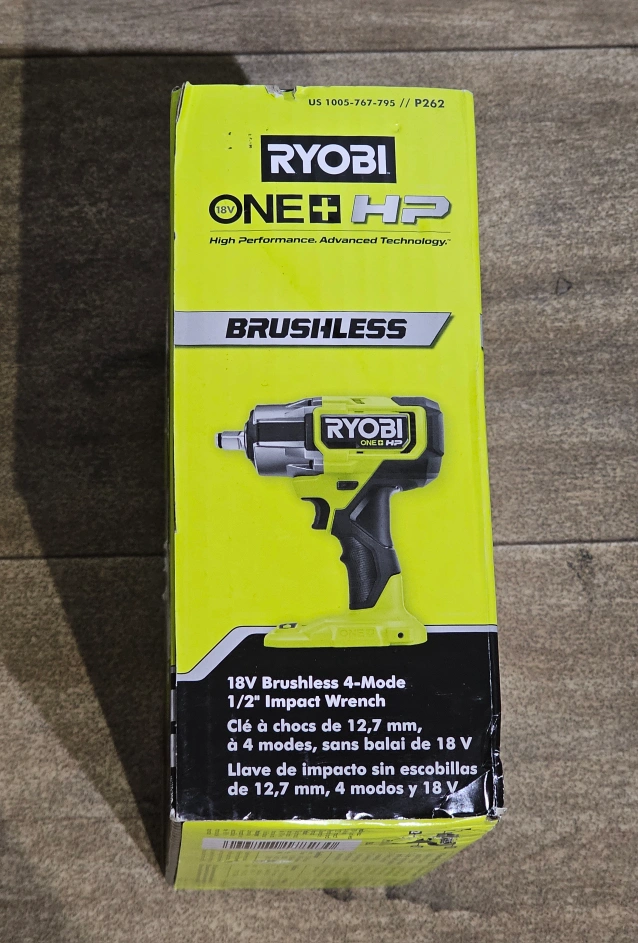 US 1005-767-795 // P262
RYOBI
18V ONE+ HP
High Performance. Advanced Technology.™
BRUSHLESS
RYOBI
ONE+ HP
ONE+
18V Brushless 4-Mode
1/2" Impact Wrench
Clé à chocs de 12,7 mm,
à 4 modes, sans balai de 18 V
Llave de impacto sin escobillas
de 12,7 mm, 4 modos y 18 V